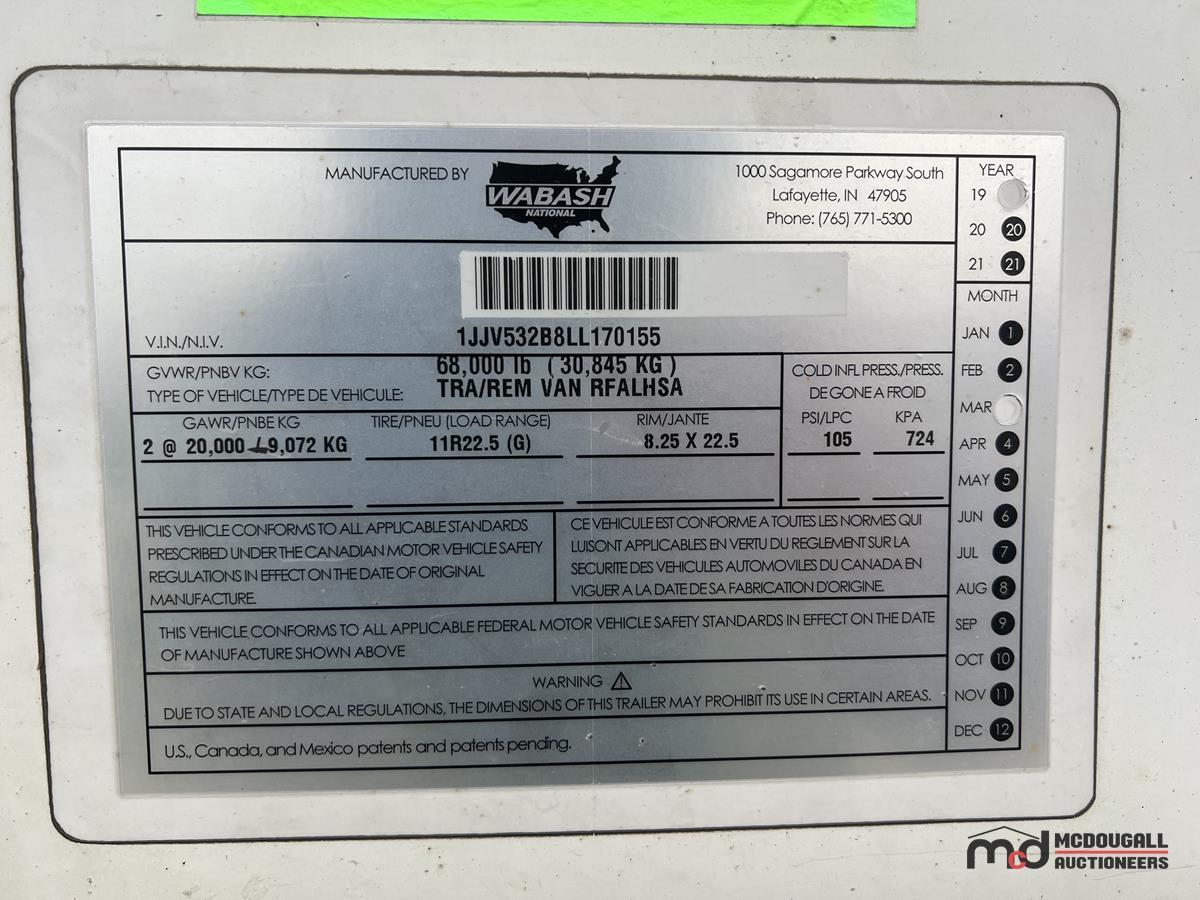 MANUFACTURED BY
WABASH
NATIONAL
1000 Sagamore Parkway South
Lafayette, IN 47905
Phone: (765) 771-5300
YEAR
19
20 20
21 21
MONTH
JAN 1
FEB 2
MAR
APR 4
MAY 5
JUN 6
JUL 7
AUG 8
SEP 9
OCT 10
NOV 11
DEC 12
V.I.N./N.I.V. 1JJV532B8LL170155
GVWR/PNBV KG: 68,000 lb ( 30,845 KG )
TYPE OF VEHICLE/TYPE DE VEHICULE: TRA/REM VAN RFALHSA
COLD INFL PRESS./PRESS.
DE GONE A FROID
GAWR/PNBE KG TIRE/PNEU (LOAD RANGE) RIM/JANTE PSI/LPC KPA
2 @ 20,000 9,072 KG 11R22.5 (G) 8.25 X 22.5 105 724
THIS VEHICLE CONFORMS TO ALL APPLICABLE STANDARDS
PRESCRIBED UNDER THE CANADIAN MOTOR VEHICLE SAFETY
REGULATIONS IN EFFECT ON THE DATE OF ORIGINAL
MANUFACTURE.
CE VEHICULE EST CONFORME A TOUTES LES NORMES QUI
LUISONT APPLICABLES EN VERTU DU REGLEMENT SUR LA
SECURITE DES VEHICULES AUTOMOVILES DU CANADA EN
VIGUER A LA DATE DE SA FABRICATION D'ORIGINE.
THIS VEHICLE CONFORMS TO ALL APPLICABLE FEDERAL MOTOR VEHICLE SAFETY STANDARDS IN EFFECT ON THE DATE
OF MANUFACTURE SHOWN ABOVE
WARNING
DUE TO STATE AND LOCAL REGULATIONS, THE DIMENSIONS OF THIS TRAILER MAY PROHIBIT ITS USE IN CERTAIN AREAS.
U.S., Canada, and Mexico patents and patents pending.
mcd MCDOUGALL
AUCTIONEERS